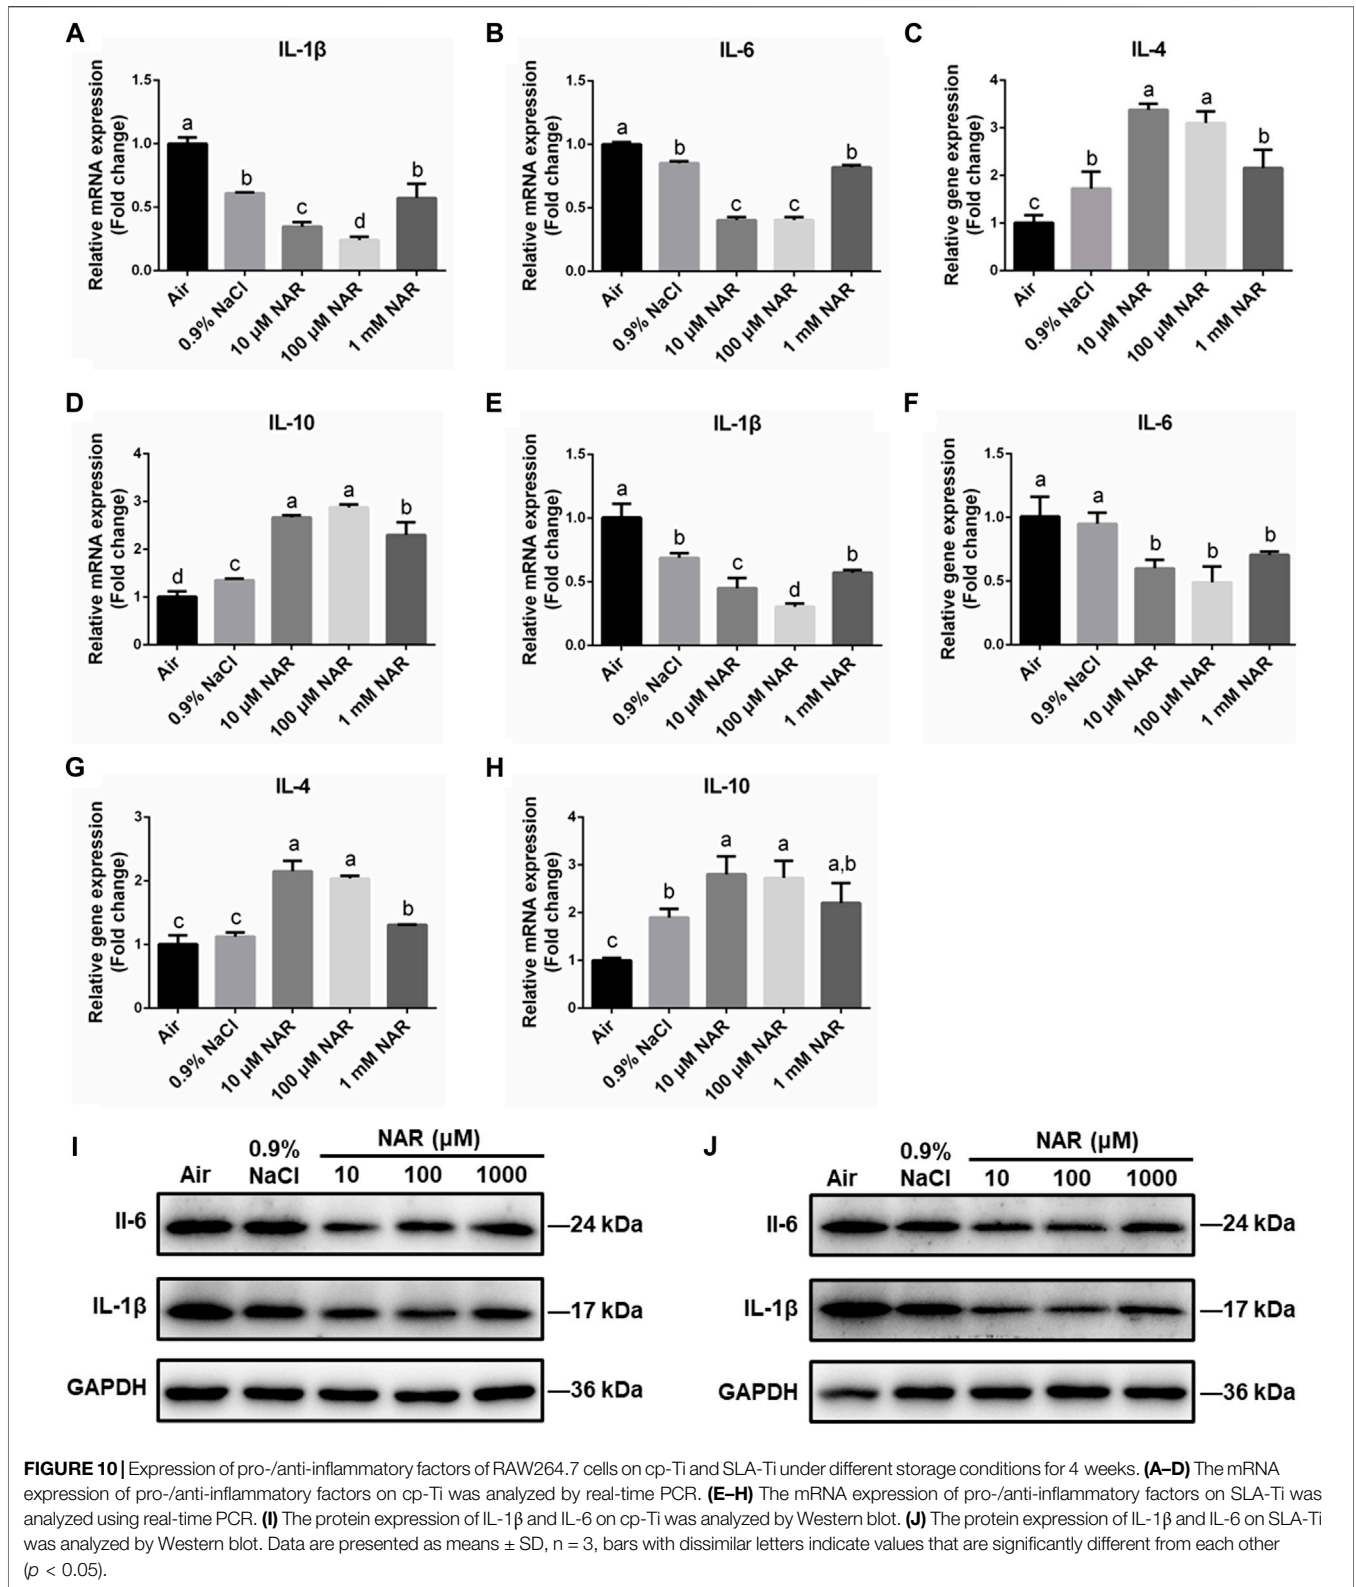 A
IL-1β
Relative mRNA expression
(Fold change)
1.5
1.0
0.5
0.0
a
b
c
d
b
Air
0.9% NaCl
10 µM NAR
100 µM NAR
1 mM NAR
B
IL-6
Relative mRNA expression
(Fold change)
1.5
1.0
0.5
0.0
a
b
c
c
b
Air
0.9% NaCl
10 µM NAR
100 µM NAR
1 mM NAR
C
IL-4
Relative gene expression
(Fold change)
4
3
2
1
0
c
b
a
a
b
Air
0.9% NaCl
10 µM NAR
100 µM NAR
1 mM NAR
D
IL-10
Relative mRNA expression
(Fold change)
4
3
2
1
0
d
c
a
a
b
Air
0.9% NaCl
10 µM NAR
100 µM NAR
1 mM NAR
E
IL-1β
Relative mRNA expression
(Fold change)
1.5
1.0
0.5
0.0
a
b
c
d
b
Air
0.9% NaCl
10 µM NAR
100 µM NAR
1 mM NAR
F
IL-6
Relative gene expression
(Fold change)
1.5
1.0
0.5
0.0
a
a
b
b
b
Air
0.9% NaCl
10 µM NAR
100 µM NAR
1 mM NAR
G
IL-4
Relative gene expression
(Fold change)
3
2
1
0
c
c
a
a
b
Air
0.9% NaCl
10 µM NAR
100 µM NAR
1 mM NAR
H
IL-10
Relative mRNA expression
(Fold change)
4
3
2
1
0
c
b
a
a
a,b
Air
0.9% NaCl
10 µM NAR
100 µM NAR
1 mM NAR
I
Air
0.9%
NaCl
NAR (µM)
10 100 1000
Il-6 24 kDa
IL-1β 17 kDa
GAPDH 36 kDa
J
Air
0.9%
NaCl
NAR (µM)
10 100 1000
Il-6 24 kDa
IL-1β 17 kDa
GAPDH 36 kDa
FIGURE 10 | Expression of pro-/anti-inflammatory factors of RAW264.7 cells on cp-Ti and SLA-Ti under different storage conditions for 4 weeks. (A–D) The mRNA
expression of pro-/anti-inflammatory factors on cp-Ti was analyzed by real-time PCR. (E–H) The mRNA expression of pro-/anti-inflammatory factors on SLA-Ti was
analyzed using real-time PCR. (I) The protein expression of IL-1β and IL-6 on cp-Ti was analyzed by Western blot. (J) The protein expression of IL-1β and IL-6 on SLA-Ti
was analyzed by Western blot. Data are presented as means ± SD, n = 3, bars with dissimilar letters indicate values that are significantly different from each other
(p < 0.05).